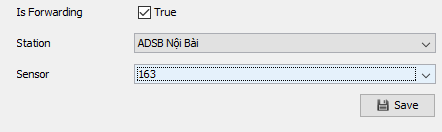 Is Forwarding True
Station ADSB Nội Bài
Sensor 163
Save